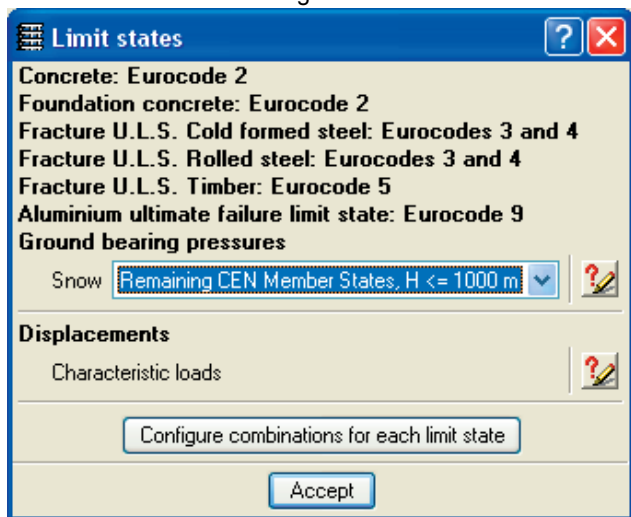 Limit states
Concrete: Eurocode 2
Foundation concrete: Eurocode 2
Fracture U.L.S. Cold formed steel: Eurocodes 3 and 4
Fracture U.L.S. Rolled steel: Eurocodes 3 and 4
Fracture U.L.S. Timber: Eurocode 5
Aluminium ultimate failure limit state: Eurocode 9
Ground bearing pressures
Snow Remaining CEN Member States, H <= 1000 m
Displacements
Characteristic loads
Configure combinations for each limit state
Accept